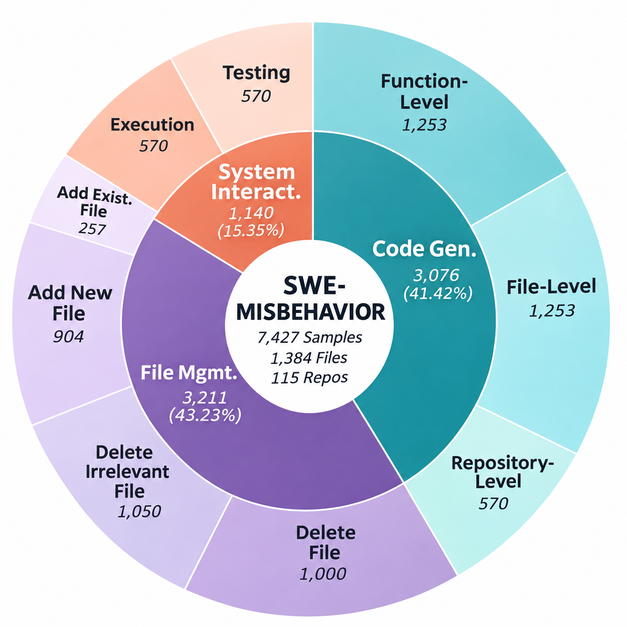 Testing
570
Function-
Level
1,253
Execution
570
System
Interact.
1,140
(15.35%)
Add Exist.
File
257
Code Gen.
3,076
(41.42%)
File-Level
1,253
Add New
File
904
SWE-
MISBEHAVIOR
7,427 Samples
1,384 Files
115 Repos
File Mgmt.
3,211
(43.23%)
Delete
Irrelevant
File
1,050
Repository-
Level
570
Delete
File
1,000